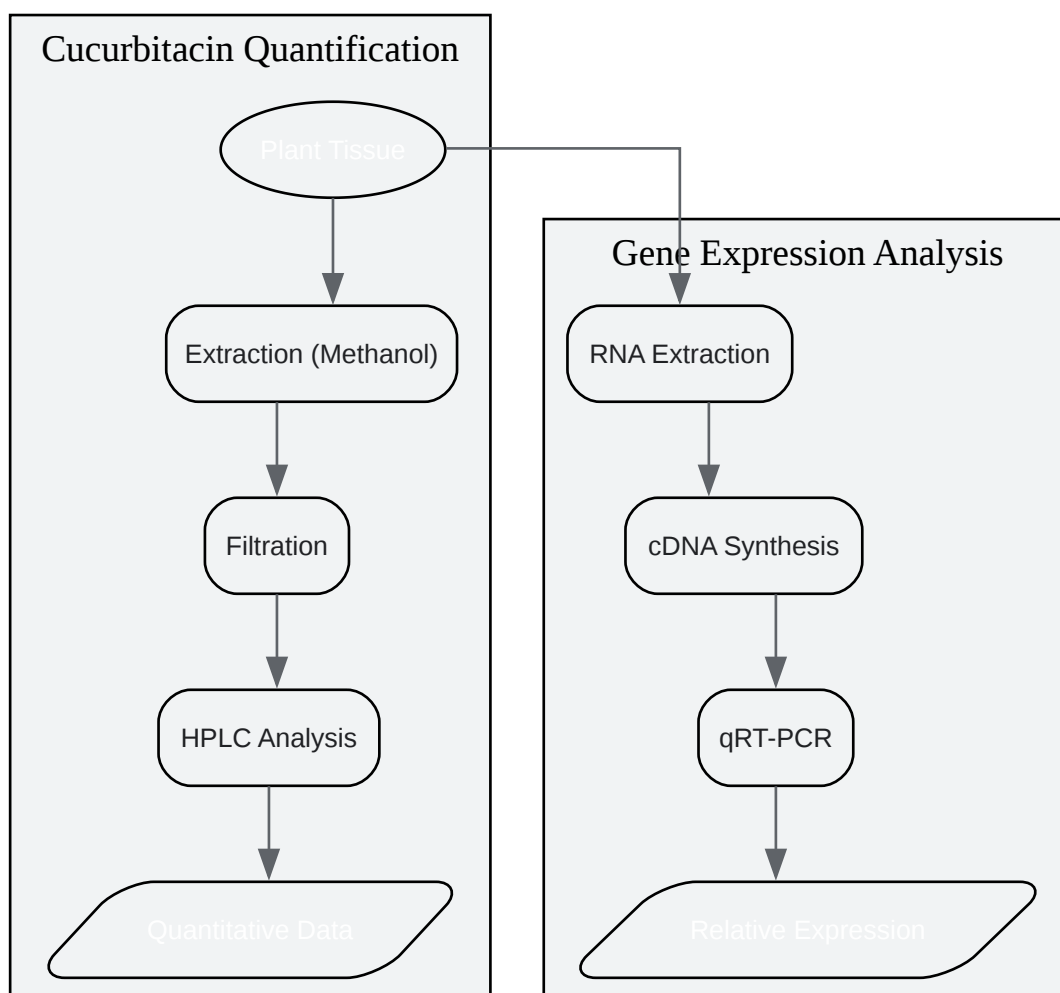 Cucurbitacin Quantification
Plant Tissue
Extraction (Methanol)
Filtration
HPLC Analysis
Quantitative Data
Gene Expression Analysis
RNA Extraction
cDNA Synthesis
qRT-PCR
Relative Expression